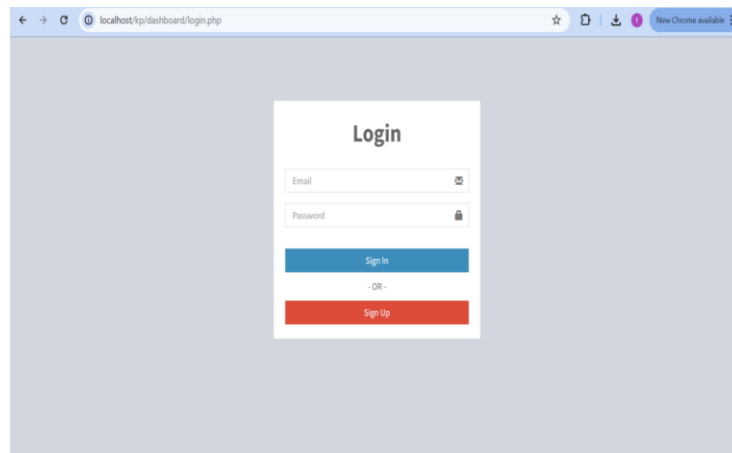 localhost/kp/dashboard/login.php
New Chrome available
Login
Email
Password
Sign In
- OR -
Sign Up